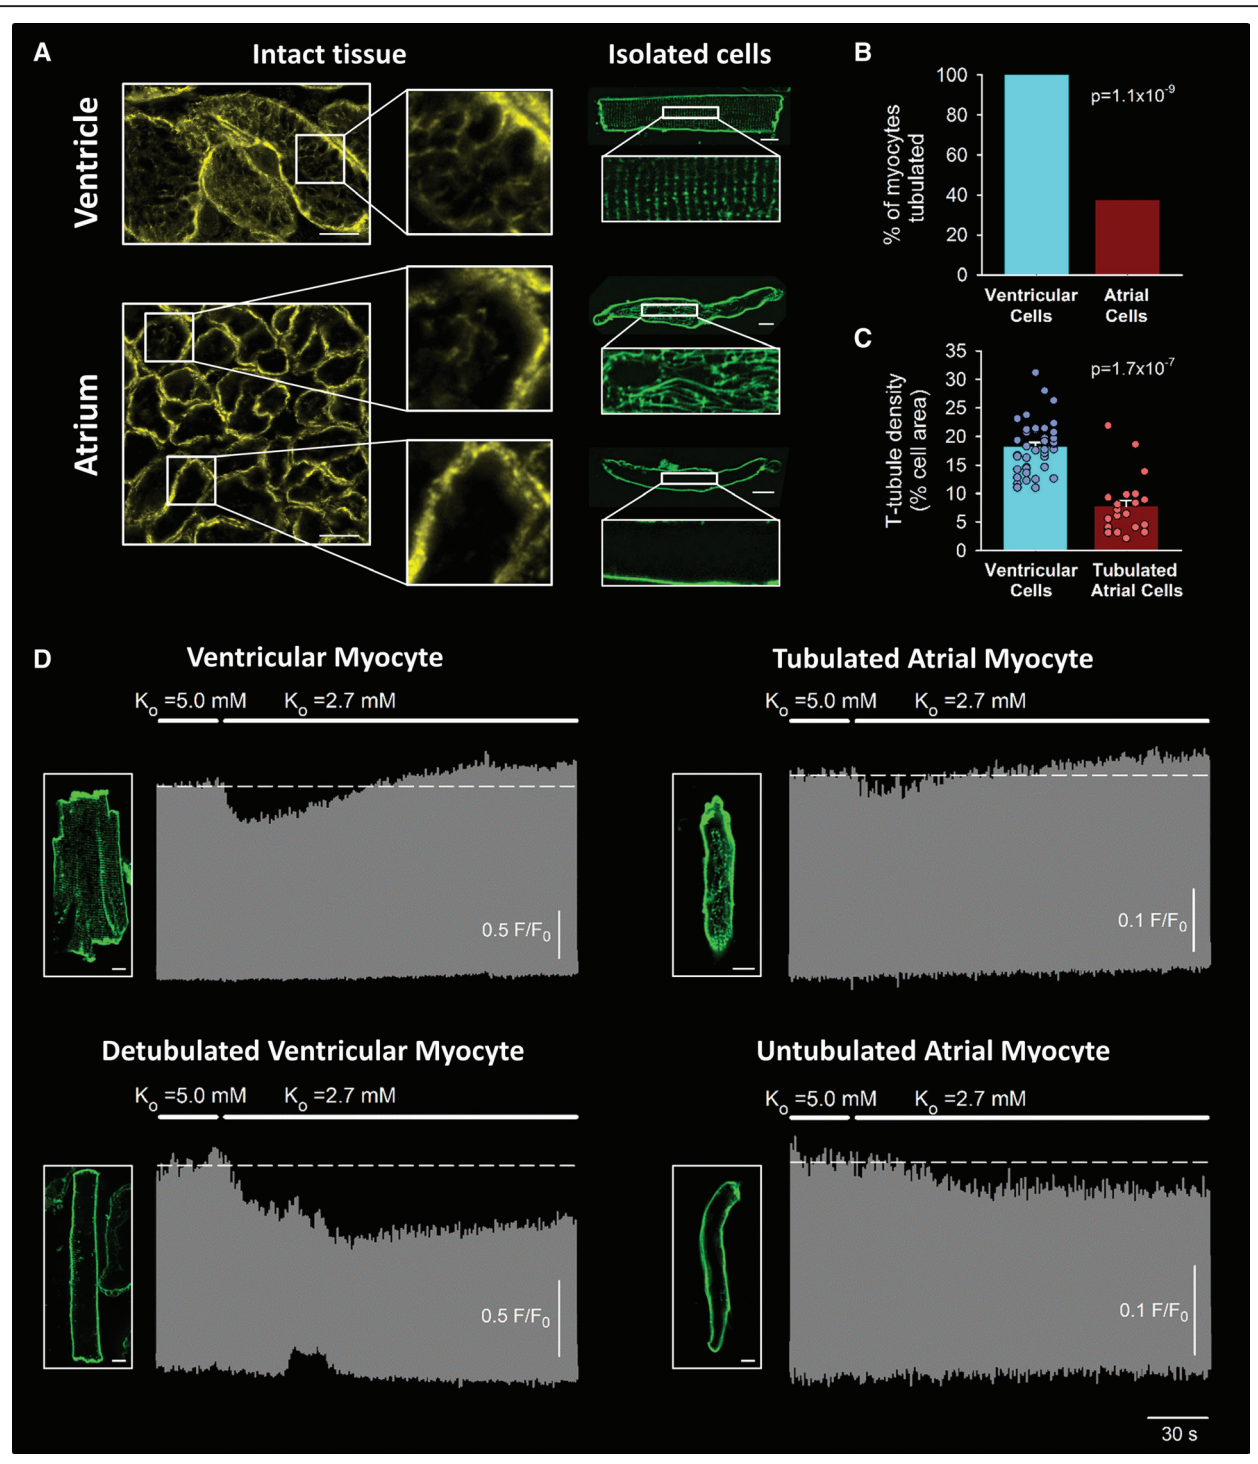 A
Intact tissue
Isolated cells
Ventricle
Atrium
B
% of myocytes
tubulated
100
80
60
40
20
0
p=1.1x10-9
Ventricular
Cells
Atrial
Cells
C
T-tubule density
(% cell area)
35
30
25
20
15
10
5
0
p=1.7x10-7
Ventricular
Cells
Tubulated
Atrial Cells
D
Ventricular Myocyte
Ko =5.0 mM Ko =2.7 mM
0.5 F/F0
Tubulated Atrial Myocyte
Ko =5.0 mM Ko =2.7 mM
0.1 F/F0
Detubulated Ventricular Myocyte
Ko =5.0 mM Ko =2.7 mM
0.5 F/F0
Untubulated Atrial Myocyte
Ko =5.0 mM Ko =2.7 mM
0.1 F/F0
30 s